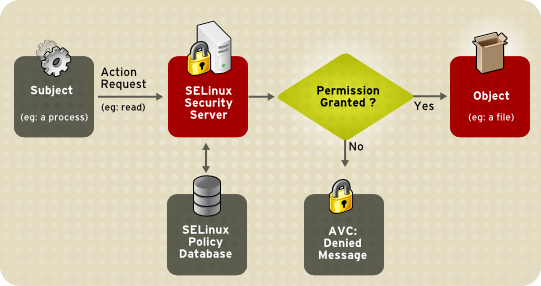 Subject
(eg: a process)
Action
Request
(eg: read)
SELinux
Security
Server
Permission
Granted ?
Yes
Object
(eg: a file)
No
SELinux
Policy
Database
AVC:
Denied
Message